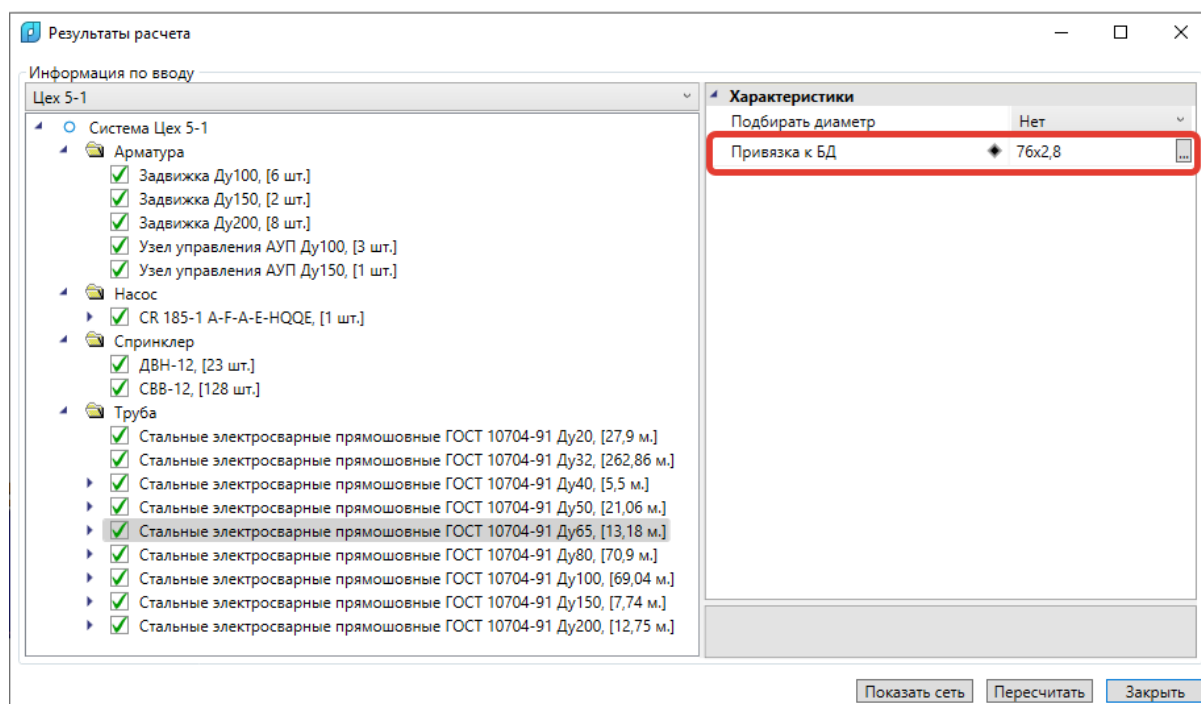 Результаты расчета
Информация по вводу
Цех 5-1
Система Цех 5-1
Арматура
Задвижка Ду100, [6 шт.]
Задвижка Ду150, [2 шт.]
Задвижка Ду200, [8 шт.]
Узел управления АУП Ду100, [3 шт.]
Узел управления АУП Ду150, [1 шт.]
Насос
CR 185-1 A-F-A-E-HQQE, [1 шт.]
Спринклер
ДВН-12, [23 шт.]
СВВ-12, [128 шт.]
Труба
Стальные электросварные прямошовные ГОСТ 10704-91 Ду20, [27,9 м.]
Стальные электросварные прямошовные ГОСТ 10704-91 Ду32, [262,86 м.]
Стальные электросварные прямошовные ГОСТ 10704-91 Ду40, [5,5 м.]
Стальные электросварные прямошовные ГОСТ 10704-91 Ду50, [21,06 м.]
Стальные электросварные прямошовные ГОСТ 10704-91 Ду65, [13,18 м.]
Стальные электросварные прямошовные ГОСТ 10704-91 Ду80, [70,9 м.]
Стальные электросварные прямошовные ГОСТ 10704-91 Ду100, [69,04 м.]
Стальные электросварные прямошовные ГОСТ 10704-91 Ду150, [7,74 м.]
Стальные электросварные прямошовные ГОСТ 10704-91 Ду200, [12,75 м.]
Характеристики
Подбирать диаметр Нет
Привязка к БД 76x2,8 ...
Показать сеть Пересчитать Закрыть